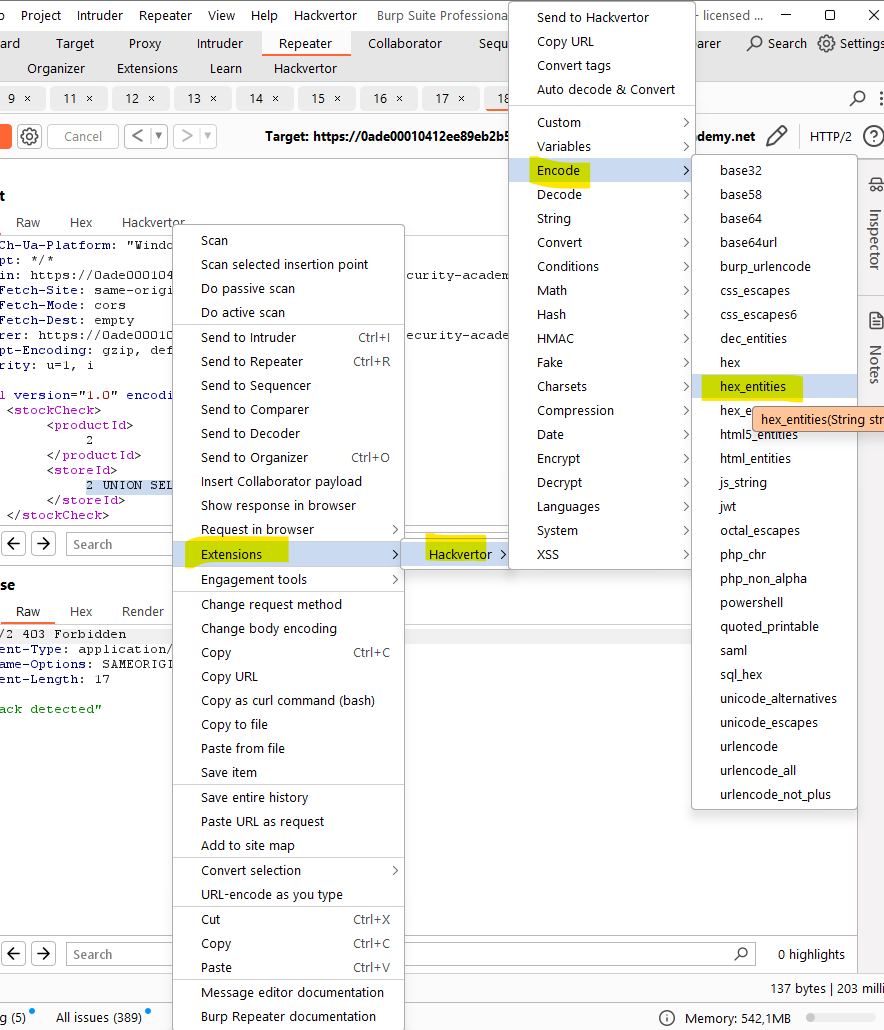 Project Intruder Repeater View Help Hackvertor Burp Suite Professiona - licensed ...
ard Target Proxy Intruder Repeater Collaborator Sequ arer Search Settings
Organizer Extensions Learn Hackvertor
9 × 11 × 12 × 13 × 14 × 15 × 16 × 17 × 18
Cancel < > Target: https://0ade00010412ee89eb2b5 demy.net HTTP/2
t
Raw Hex Hackvertor
Ch-Ua-Platform: "Windo
pt: */*
in: https://0ade000104 curity-academ
Fetch-Site: same-origi
Fetch-Mode: cors
Fetch-Dest: empty
rer: https://0ade00010 ecurity-acade
pt-Encoding: gzip, def
rity: u=1, i
l version="1.0" encodi
<stockCheck>
<productId>
2
</productId>
<storeId>
2 UNION SEL
</storeId>
</stockCheck>
Search
se
Raw Hex Render
/2 403 Forbidden
ent-Type: application/
ame-Options: SAMEORIGI
ent-Length: 17
ack detected"
Scan
Scan selected insertion point
Do passive scan
Do active scan
Send to Intruder Ctrl+I
Send to Repeater Ctrl+R
Send to Sequencer
Send to Comparer
Send to Decoder
Send to Organizer Ctrl+O
Insert Collaborator payload
Show response in browser
Request in browser
Extensions
Engagement tools
Change request method
Change body encoding
Copy Ctrl+C
Copy URL
Copy as curl command (bash)
Copy to file
Paste from file
Save item
Save entire history
Paste URL as request
Add to site map
Convert selection
URL-encode as you type
Cut Ctrl+X
Copy Ctrl+C
Paste Ctrl+V
Message editor documentation
Burp Repeater documentation
Hackvertor
Send to Hackvertor
Copy URL
Convert tags
Auto decode & Convert
Custom
Variables
Encode
Decode
String
Convert
Conditions
Math
Hash
HMAC
Fake
Charsets
Compression
Date
Encrypt
Decrypt
Languages
System
XSS
base32
base58
base64
base64url
burp_urlencode
css_escapes
css_escapes6
dec_entities
hex
hex_entities
hex_e
hex_entities(String str
html5_entities
html_entities
js_string
jwt
octal_escapes
php_chr
php_non_alpha
powershell
quoted_printable
saml
sql_hex
unicode_alternatives
unicode_escapes
urlencode
urlencode_all
urlencode_not_plus
Inspector
Notes
Search 0 highlights
137 bytes | 203 milli
g (5) All issues (389) Memory: 542,1MB